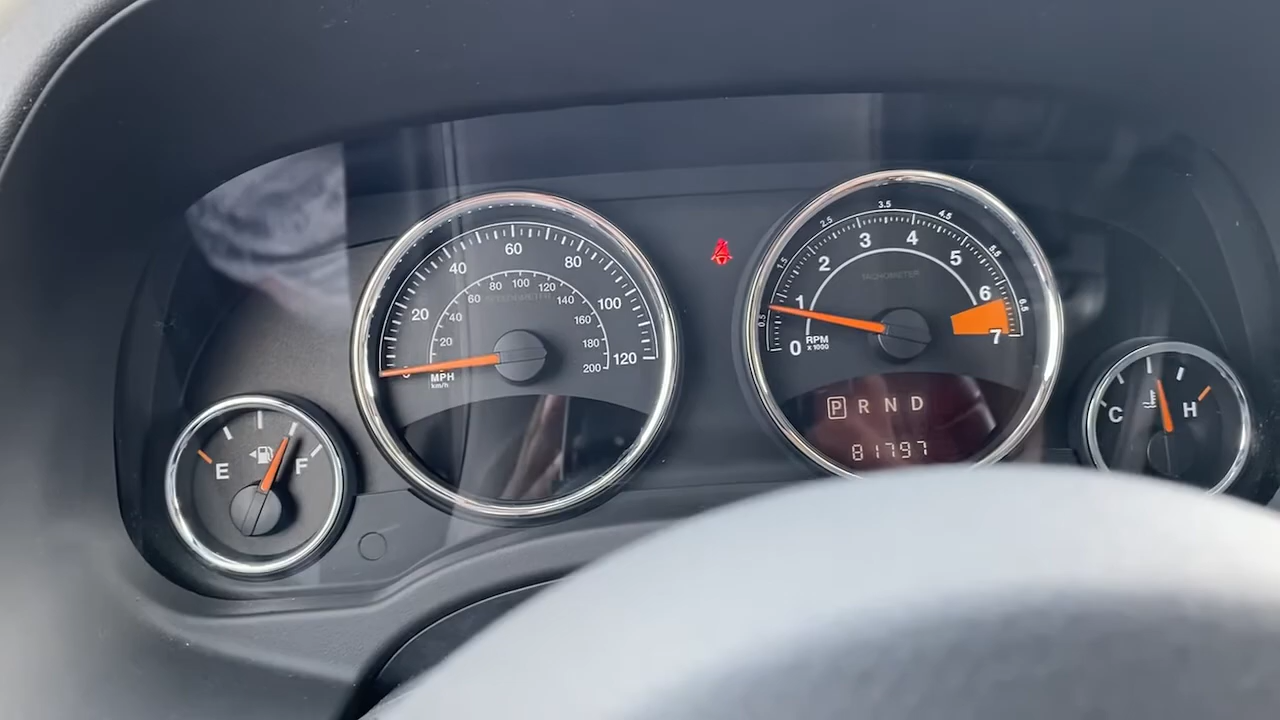 20 40 60 80 100 120
20 40 60 80 100 120 140 160 180 200
SPEEDOMETER
MPH
km/h
0.5 1.5 2.5 3.5 4.5 5.5 6.5
0 1 2 3 4 5 6 7
TACHOMETER
RPM
x 1000
P R N D
81797
E F
C H